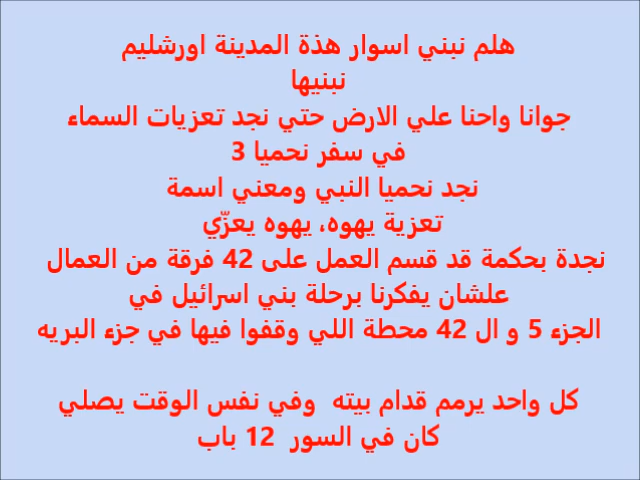 هلم نبني اسوار هذة المدينة اورشليم
نبنيها
جوانا واحنا علي الارض حتي نجد تعزيات السماء
في سفر نحميا 3
نجد نحميا النبي ومعني اسمة
تعزية يهوه، يهوه يعزّي
نجدة بحكمة قد قسم العمل على 42 فرقة من العمال
علشان يفكرنا برحلة بني اسرائيل في
الجزء 5 و ال 42 محطة اللي وقفوا فيها في جزء البريه
كل واحد يرمم قدام بيته وفي نفس الوقت يصلي
كان في السور 12 باب